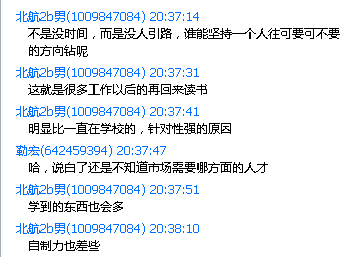 北航2b男(1009847084) 20:37:14
不是没时间，而是没人引路，谁能坚持一个人往可要可不要
的方向钻呢
北航2b男(1009847084) 20:37:31
这就是很多工作以后的再回来读书
北航2b男(1009847084) 20:37:41
明显比一直在学校的，针对性强的原因
勒宏(642459394) 20:37:47
哈，说白了还是不知道市场器要哪方面的人才
北航2b男(1009847084) 20:37:51
学到的东西也会多
北航2b男(1009847084) 20:38:10
自制力也差些